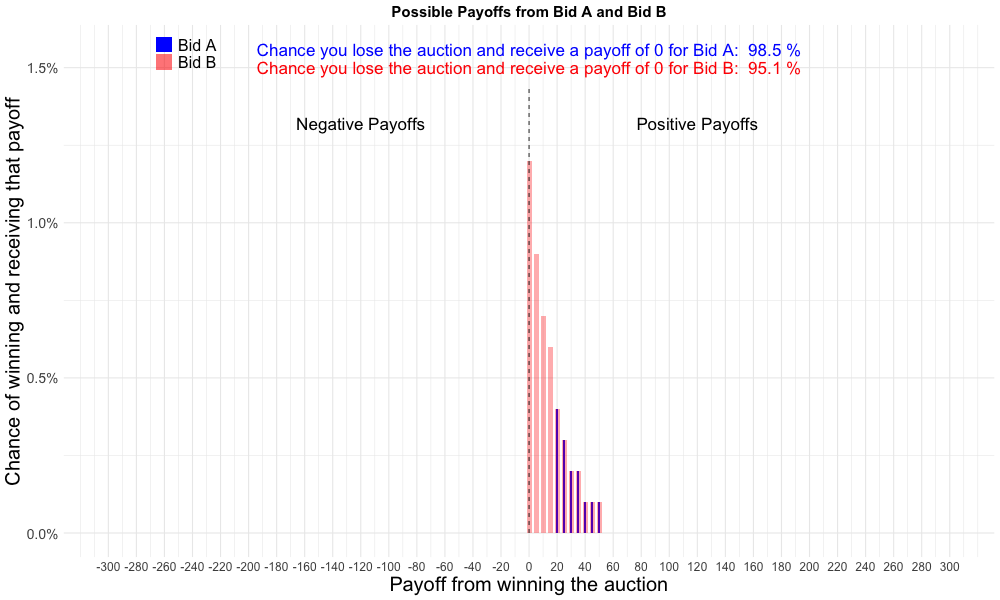 Possible Payoffs from Bid A and Bid B
Bid A
Bid B
Chance you lose the auction and receive a payoff of 0 for Bid A: 98.5 %
Chance you lose the auction and receive a payoff of 0 for Bid B: 95.1 %
Negative Payoffs
Positive Payoffs
Chance of winning and receiving that payoff
1.5%
1.0%
0.5%
0.0%
-300 -280 -260 -240 -220 -200 -180 -160 -140 -120 -100 -80 -60 -40 -20 0 20 40 60 80 100 120 140 160 180 200 220 240 260 280 300
Payoff from winning the auction